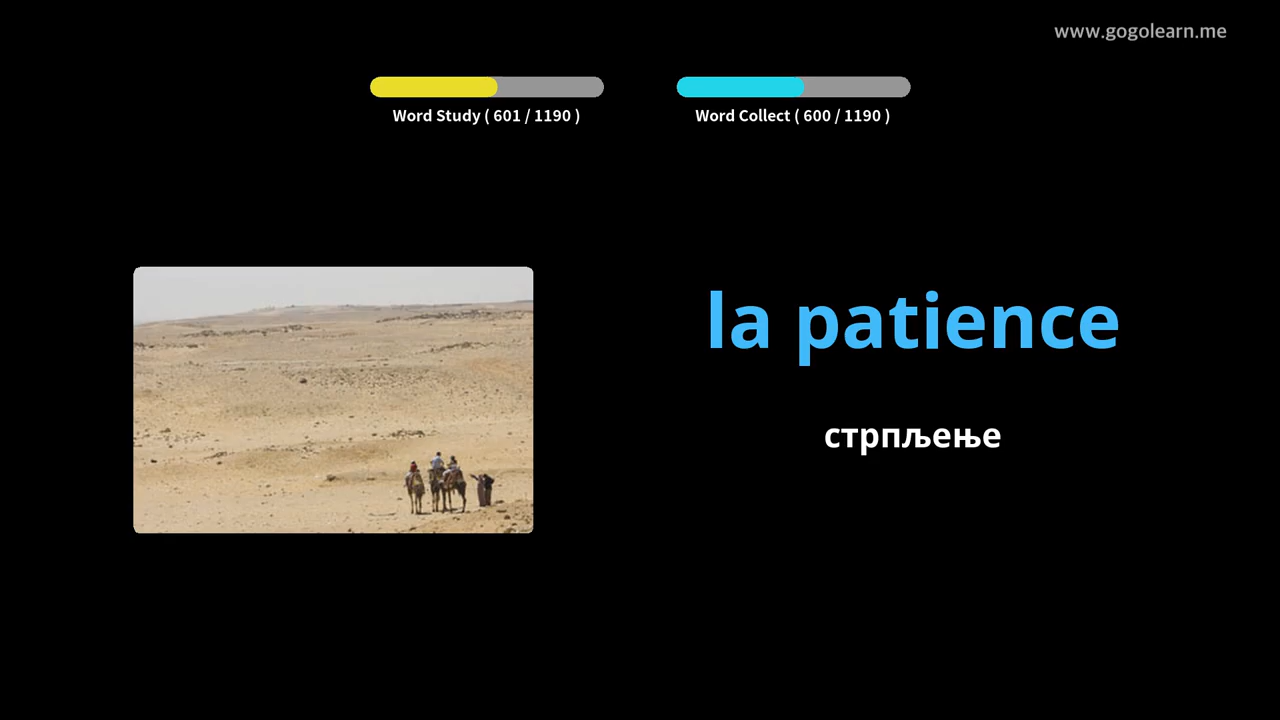 www.gogolearn.me
Word Study ( 601 / 1190 )
Word Collect ( 600 / 1190 )
la patience
стрпљење